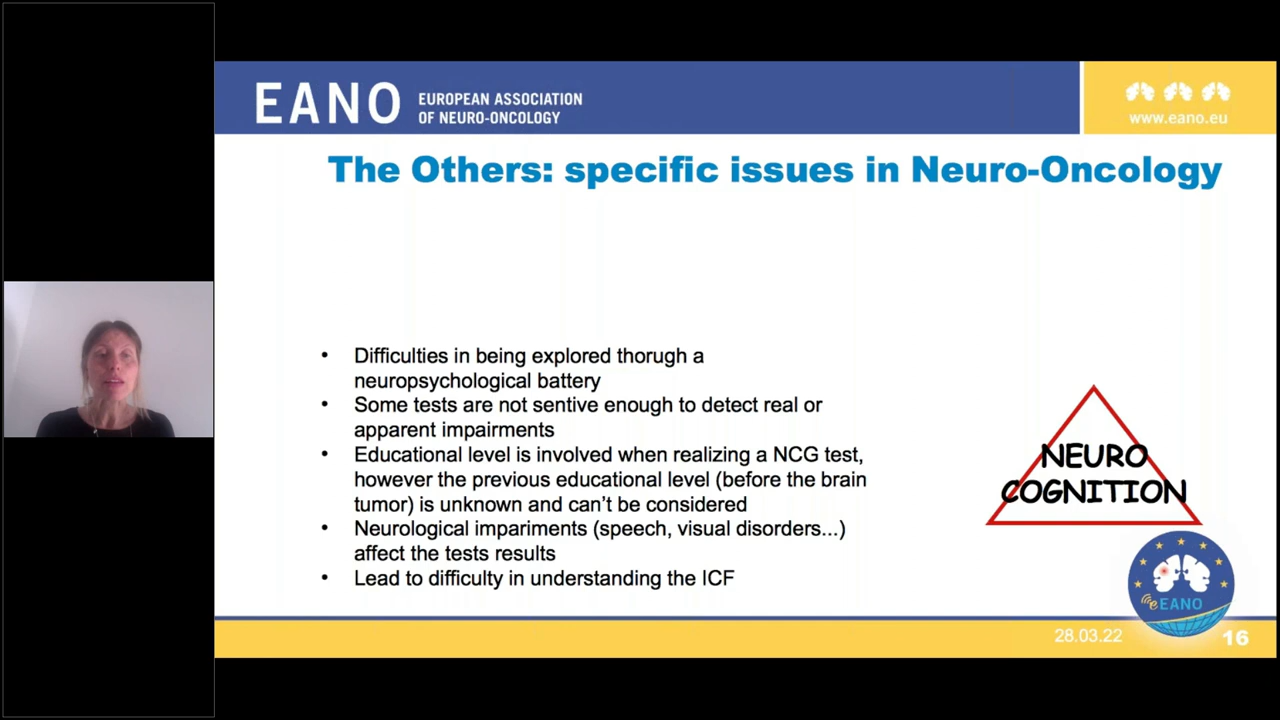 EANO
EUROPEAN ASSOCIATION
OF NEURO-ONCOLOGY
www.eano.eu
The Others: specific issues in Neuro-Oncology
• Difficulties in being explored thorugh a
neuropsychological battery
• Some tests are not sentive enough to detect real or
apparent impairments
• Educational level is involved when realizing a NCG test,
however the previous educational level (before the brain
tumor) is unknown and can't be considered
• Neurological impariments (speech, visual disorders...)
affect the tests results
• Lead to difficulty in understanding the ICF
NEURO
COGNITION
eEANO
28.03.22
16